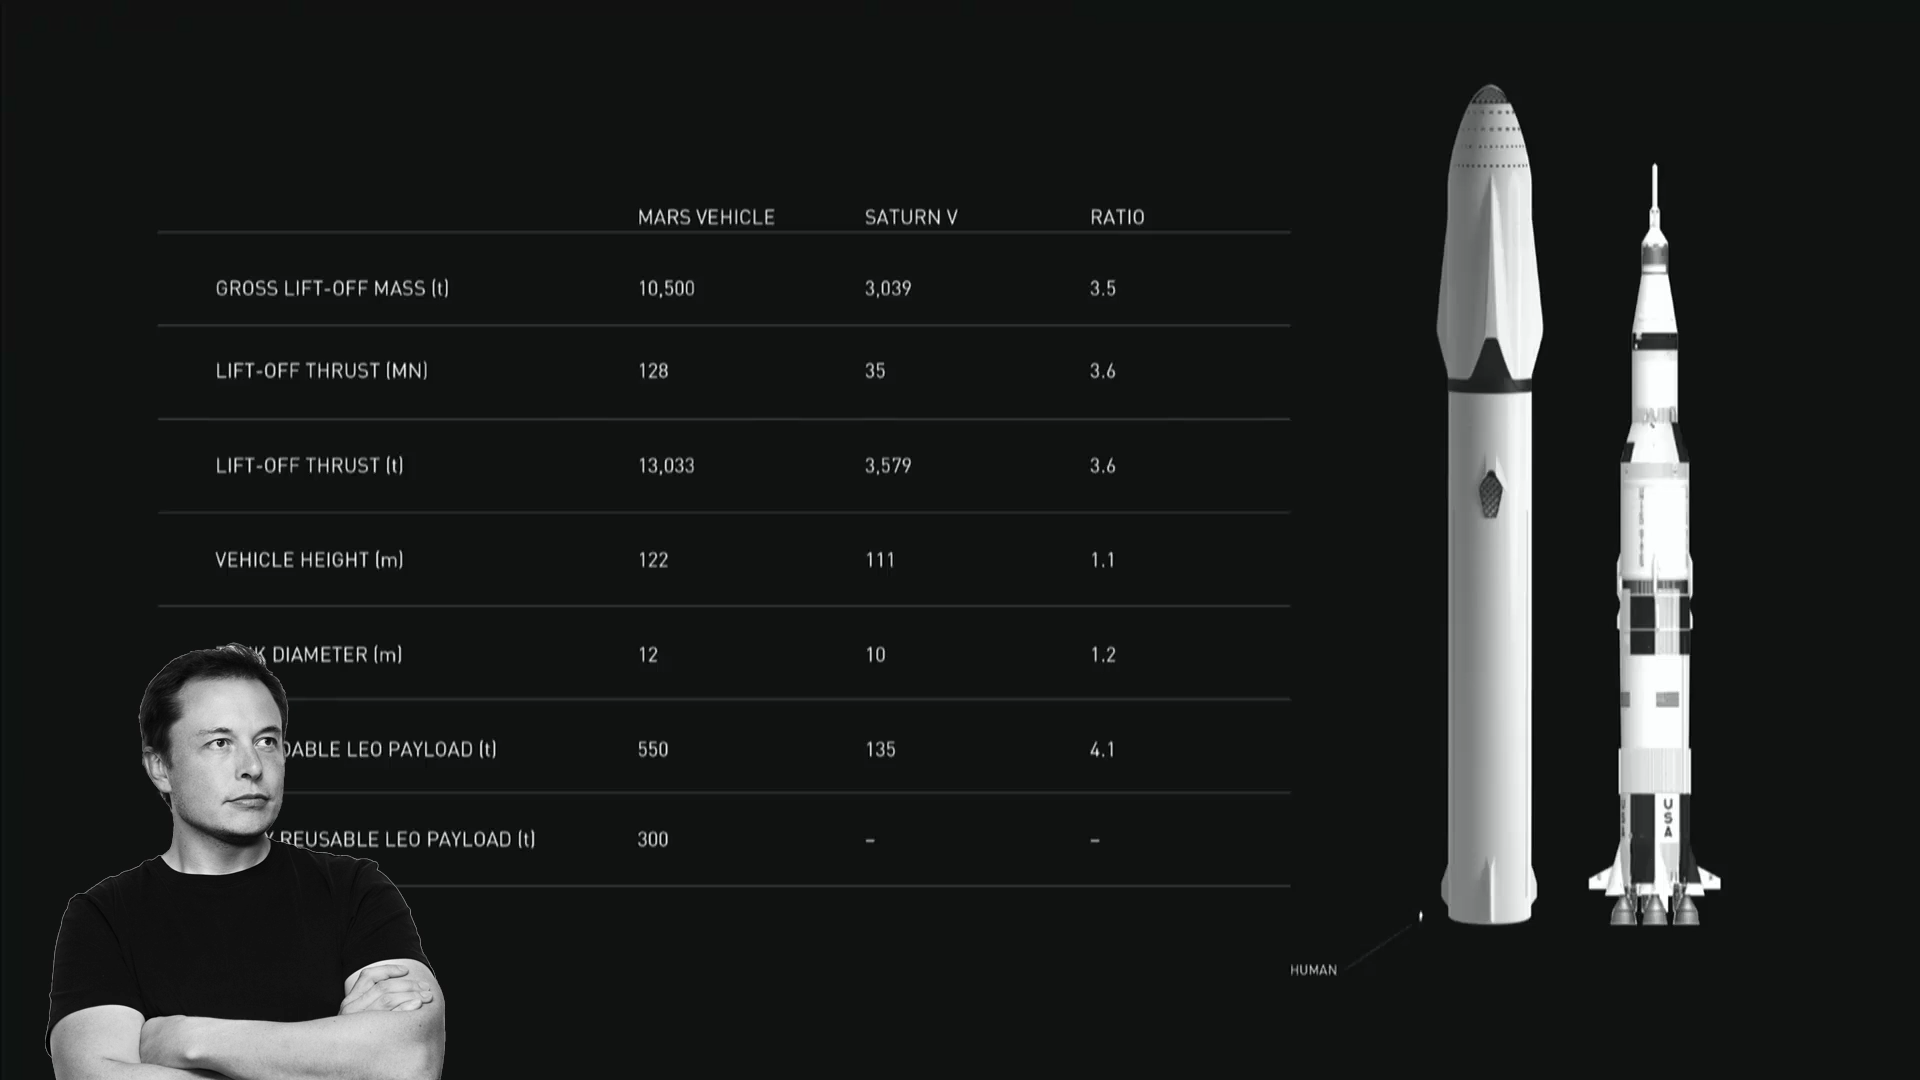 MARS VEHICLE SATURN V RATIO
GROSS LIFT-OFF MASS (t) 10,500 3,039 3.5
LIFT-OFF THRUST (MN) 128 35 3.6
LIFT-OFF THRUST (t) 13,033 3,579 3.6
VEHICLE HEIGHT (m) 122 111 1.1
DIAMETER (m) 12 10 1.2
LEO PAYLOAD (t) 550 135 4.1
REUSABLE LEO PAYLOAD (t) 300 – –
USA
HUMAN